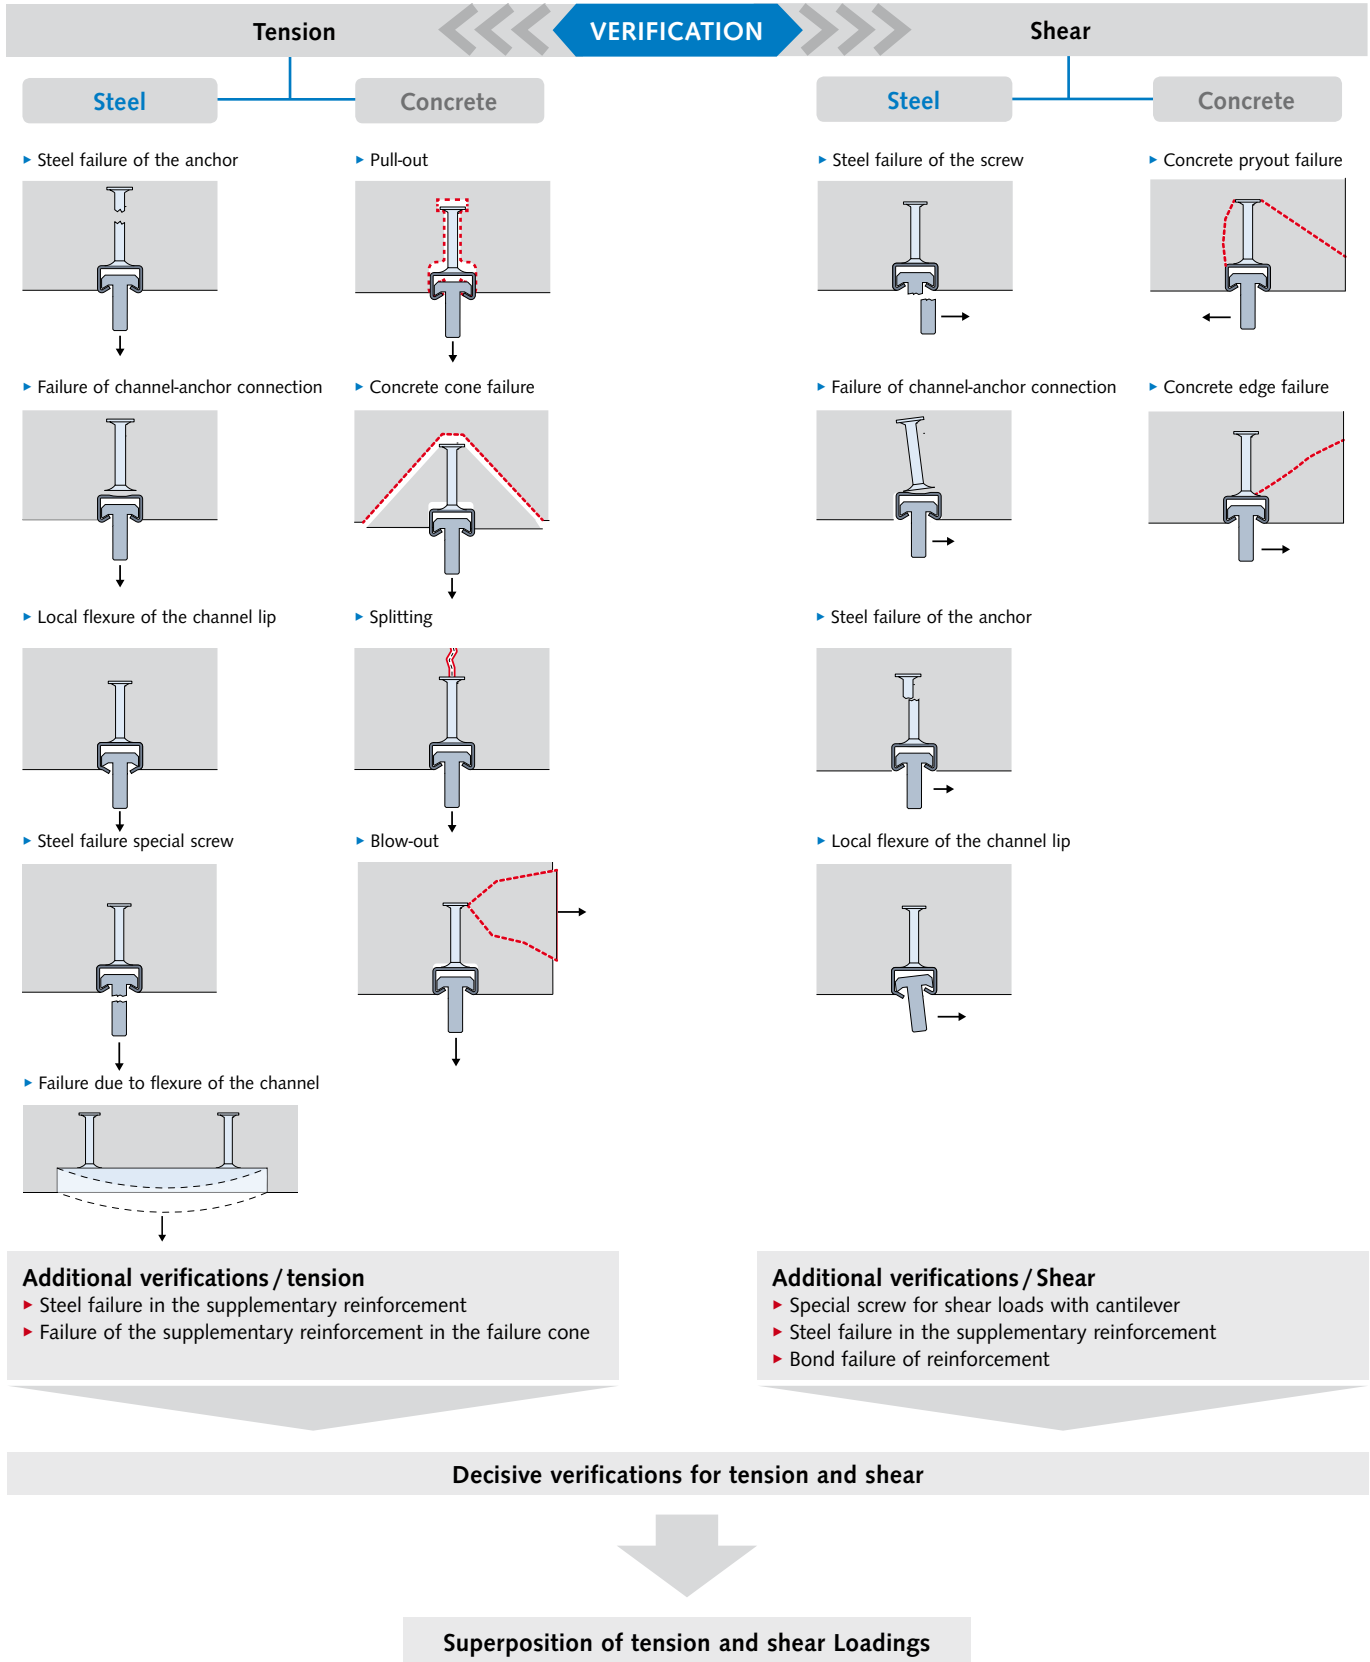 Tension
VERIFICATION
Shear
Steel
Concrete
Steel
Concrete
Steel failure of the anchor
Pull-out
Steel failure of the screw
Concrete pryout failure
Failure of channel-anchor connection
Concrete cone failure
Failure of channel-anchor connection
Concrete edge failure
Local flexure of the channel lip
Splitting
Steel failure of the anchor
Steel failure special screw
Blow-out
Local flexure of the channel lip
Failure due to flexure of the channel
Additional verifications / tension
Steel failure in the supplementary reinforcement
Failure of the supplementary reinforcement in the failure cone
Additional verifications / Shear
Special screw for shear loads with cantilever
Steel failure in the supplementary reinforcement
Bond failure of reinforcement
Decisive verifications for tension and shear
Superposition of tension and shear Loadings